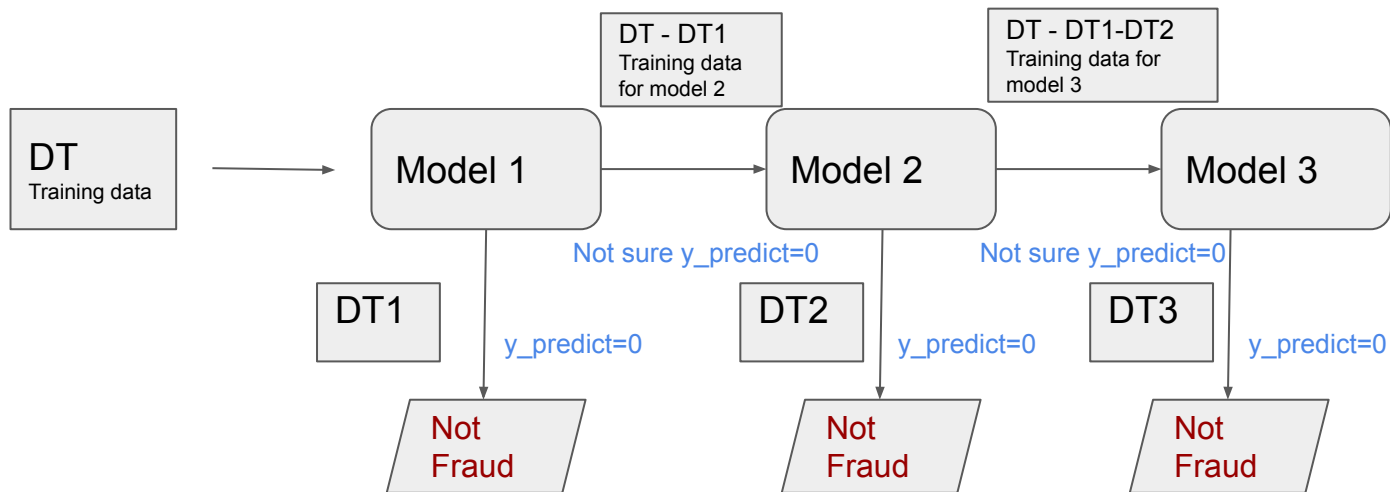 DT - DT1
Training data
for model 2
DT - DT1-DT2
Training data for
model 3
DT
Training data
Model 1
Model 2
Model 3
Not sure y_predict=0
Not sure y_predict=0
DT1
DT2
DT3
y_predict=0
y_predict=0
y_predict=0
Not
Fraud
Not
Fraud
Not
Fraud